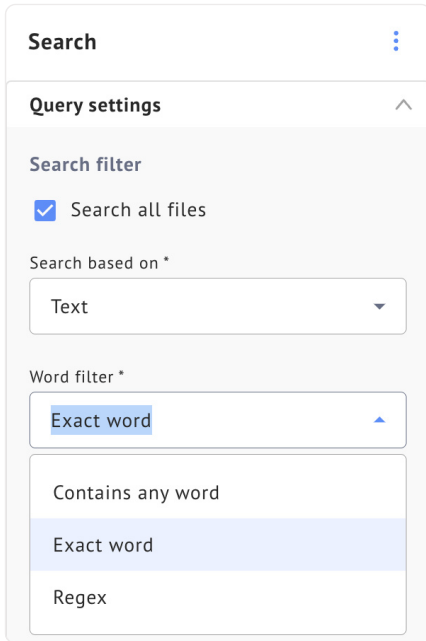 Search
Query settings
Search filter
Search all files
Search based on *
Text
Word filter *
Exact word
Contains any word
Exact word
Regex